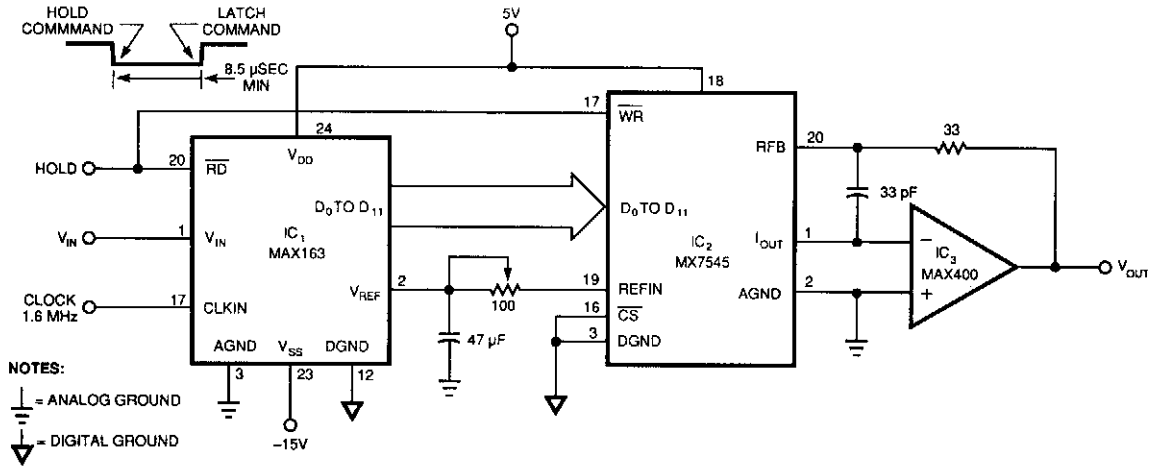 HOLD
COMMMAND
LATCH
COMMAND
8.5 µSEC
MIN
5V
18
17
WR
24
VDD
HOLD
20
RD
20
RFB
33
D0 TO D11
33 pF
D0 TO D11
IC1
MAX163
VIN
1
VIN
IC2
MX7545
IOUT
1
−
IC3
MAX400
VOUT
+
VREF
2
100
19
REFIN
AGND
2
CLOCK
1.6 MHz
17
CLKIN
16
CS
47 µF
3
DGND
AGND
VSS
DGND
3
23
12
−15V
NOTES:
= ANALOG GROUND
= DIGITAL GROUND